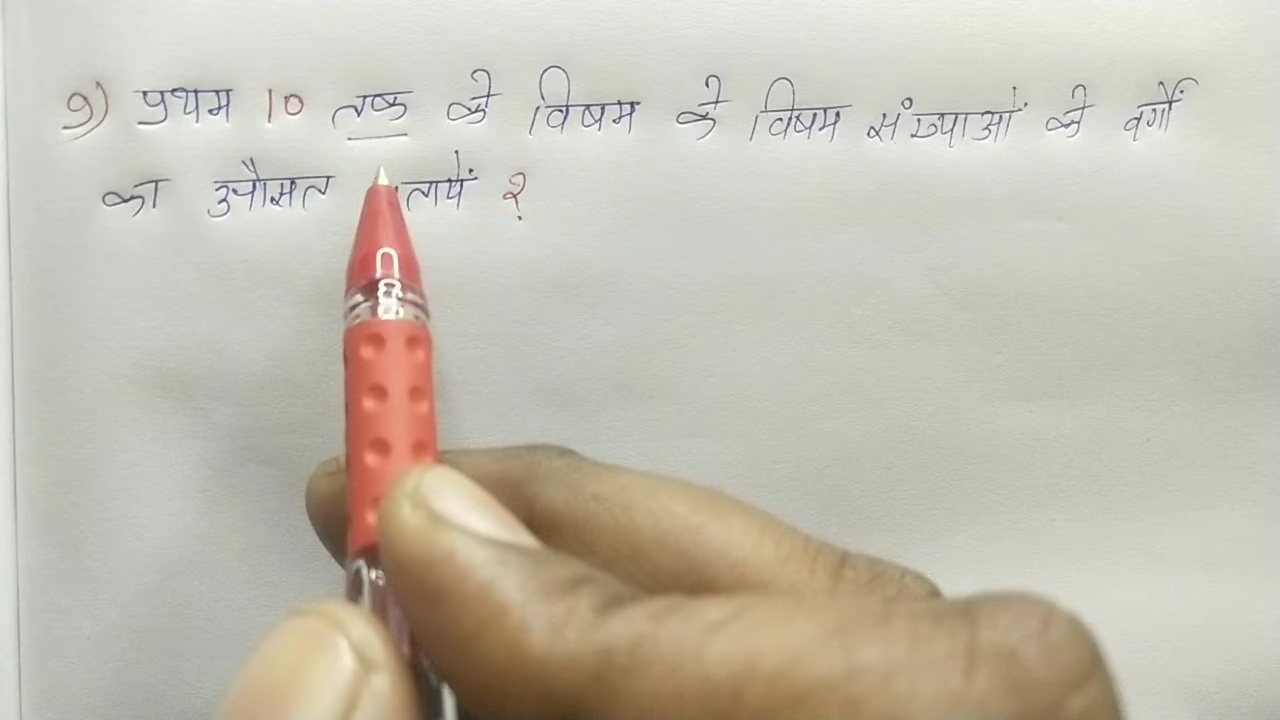 9) प्रथम 10 तक के विषम के विषम संख्याओं के वर्गों
का औसत तायें ?